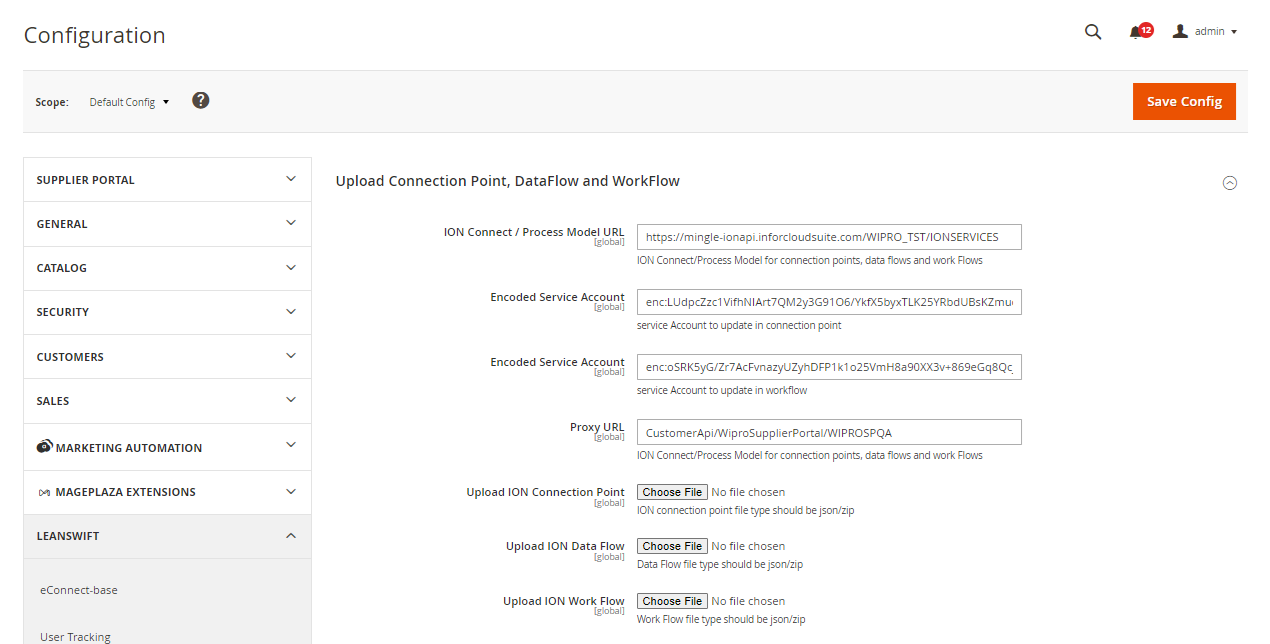 Configuration
12
admin
Scope: Default Config ?
Save Config
SUPPLIER PORTAL
GENERAL
CATALOG
SECURITY
CUSTOMERS
SALES
MARKETING AUTOMATION
MAGEPLAZA EXTENSIONS
LEANSWIFT
eConnect-base
User Tracking
Upload Connection Point, DataFlow and WorkFlow
ION Connect / Process Model URL
[global]
https://mingle-ionapi.inforcloudsuite.com/WIPRO_TST/IONSERVICES
ION Connect/Process Model for connection points, data flows and work Flows
Encoded Service Account
[global]
enc:LUdpcZzc1VifhNIArt7QM2y3G91O6/YkfX5byxTLK25YRbdUBsKZmu
service Account to update in connection point
Encoded Service Account
[global]
enc:oSRK5yG/Zr7AcFvnazyUZyhDFP1k1o25VmH8a90XX3v+869eGq8Qc
service Account to update in workflow
Proxy URL
[global]
CustomerApi/WiproSupplierPortal/WIPROSPQA
ION Connect/Process Model for connection points, data flows and work Flows
Upload ION Connection Point
[global]
Choose File No file chosen
ION connection point file type should be json/zip
Upload ION Data Flow
[global]
Choose File No file chosen
Data Flow file type should be json/zip
Upload ION Work Flow
[global]
Choose File No file chosen
Work Flow file type should be json/zip